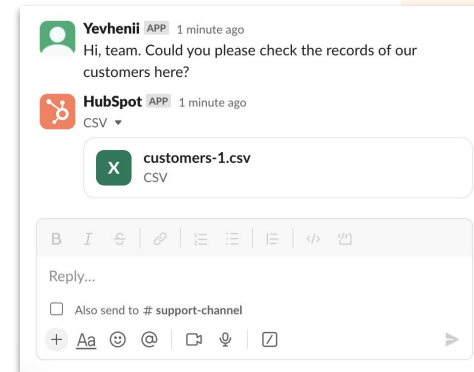 Yevhenii APP 1 minute ago
Hi, team. Could you please check the records of our
customers here?
HubSpot APP 1 minute ago
CSV
X customers-1.csv
CSV
B I S </>
Reply...
Also send to # support-channel
+ Aa @